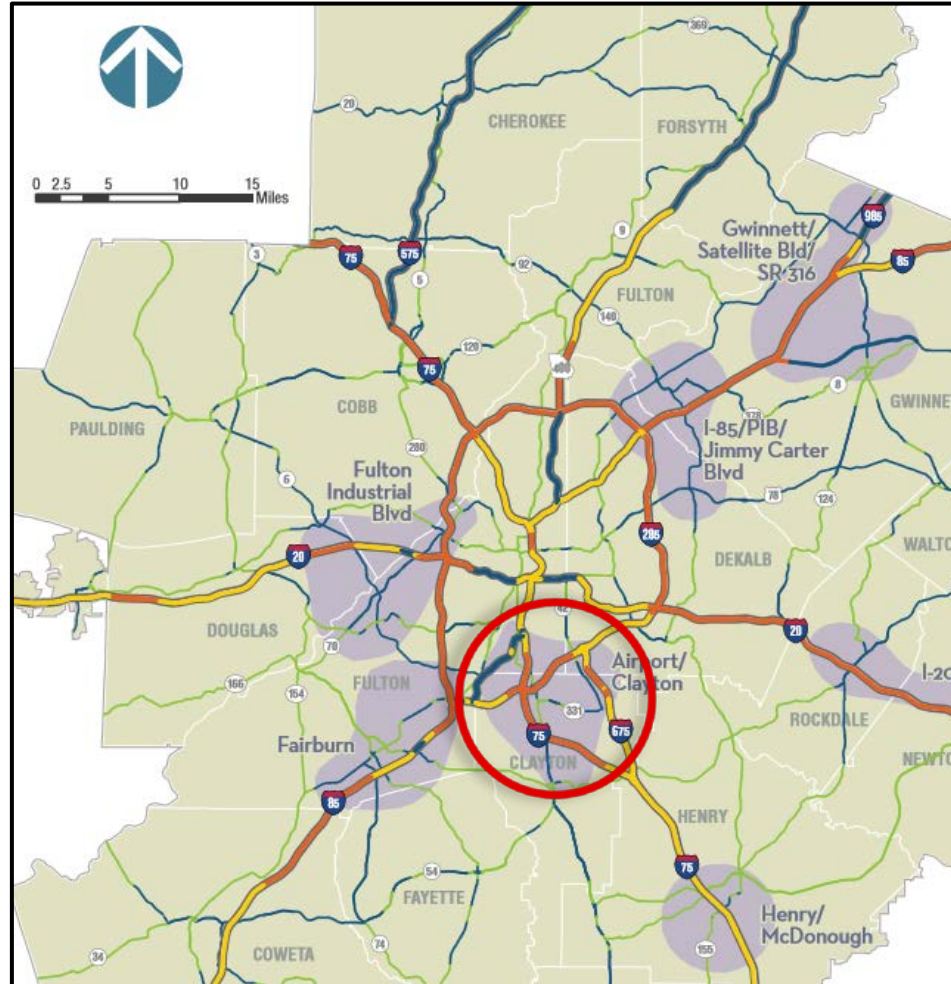 369
20
CHEROKEE
FORSYTH
0 2.5 5 10 15
Miles
985
9
Gwinnett/
Satellite Bld/
SR 316
3
75
575
85
5
92
FULTON
140
120
400
75
8
COBB
GWINNE
PAULDING
280
I-85/PIB/
Jimmy Carter
Blvd
6
Fulton
Industrial
Blvd
78
124
20
285
DEKALB
WALTO
42
DOUGLAS
20
70
Airport/
Clayton
166
FULTON
154
I-20
331
ROCKDALE
75
675
Fairburn
CLAYTON
NEWTO
85
HENRY
75
54
FAYETTE
Henry/
McDonough
74
155
34
COWETA